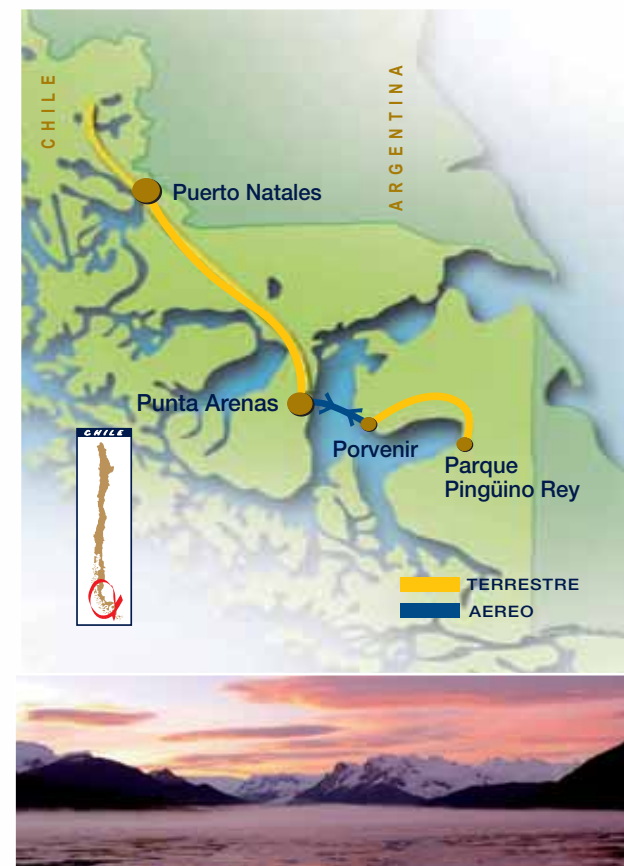 CHILE
ARGENTINA
Puerto Natales
Punta Arenas
Porvenir
Parque
Pingüino Rey
CHILE
TERRESTRE
AEREO